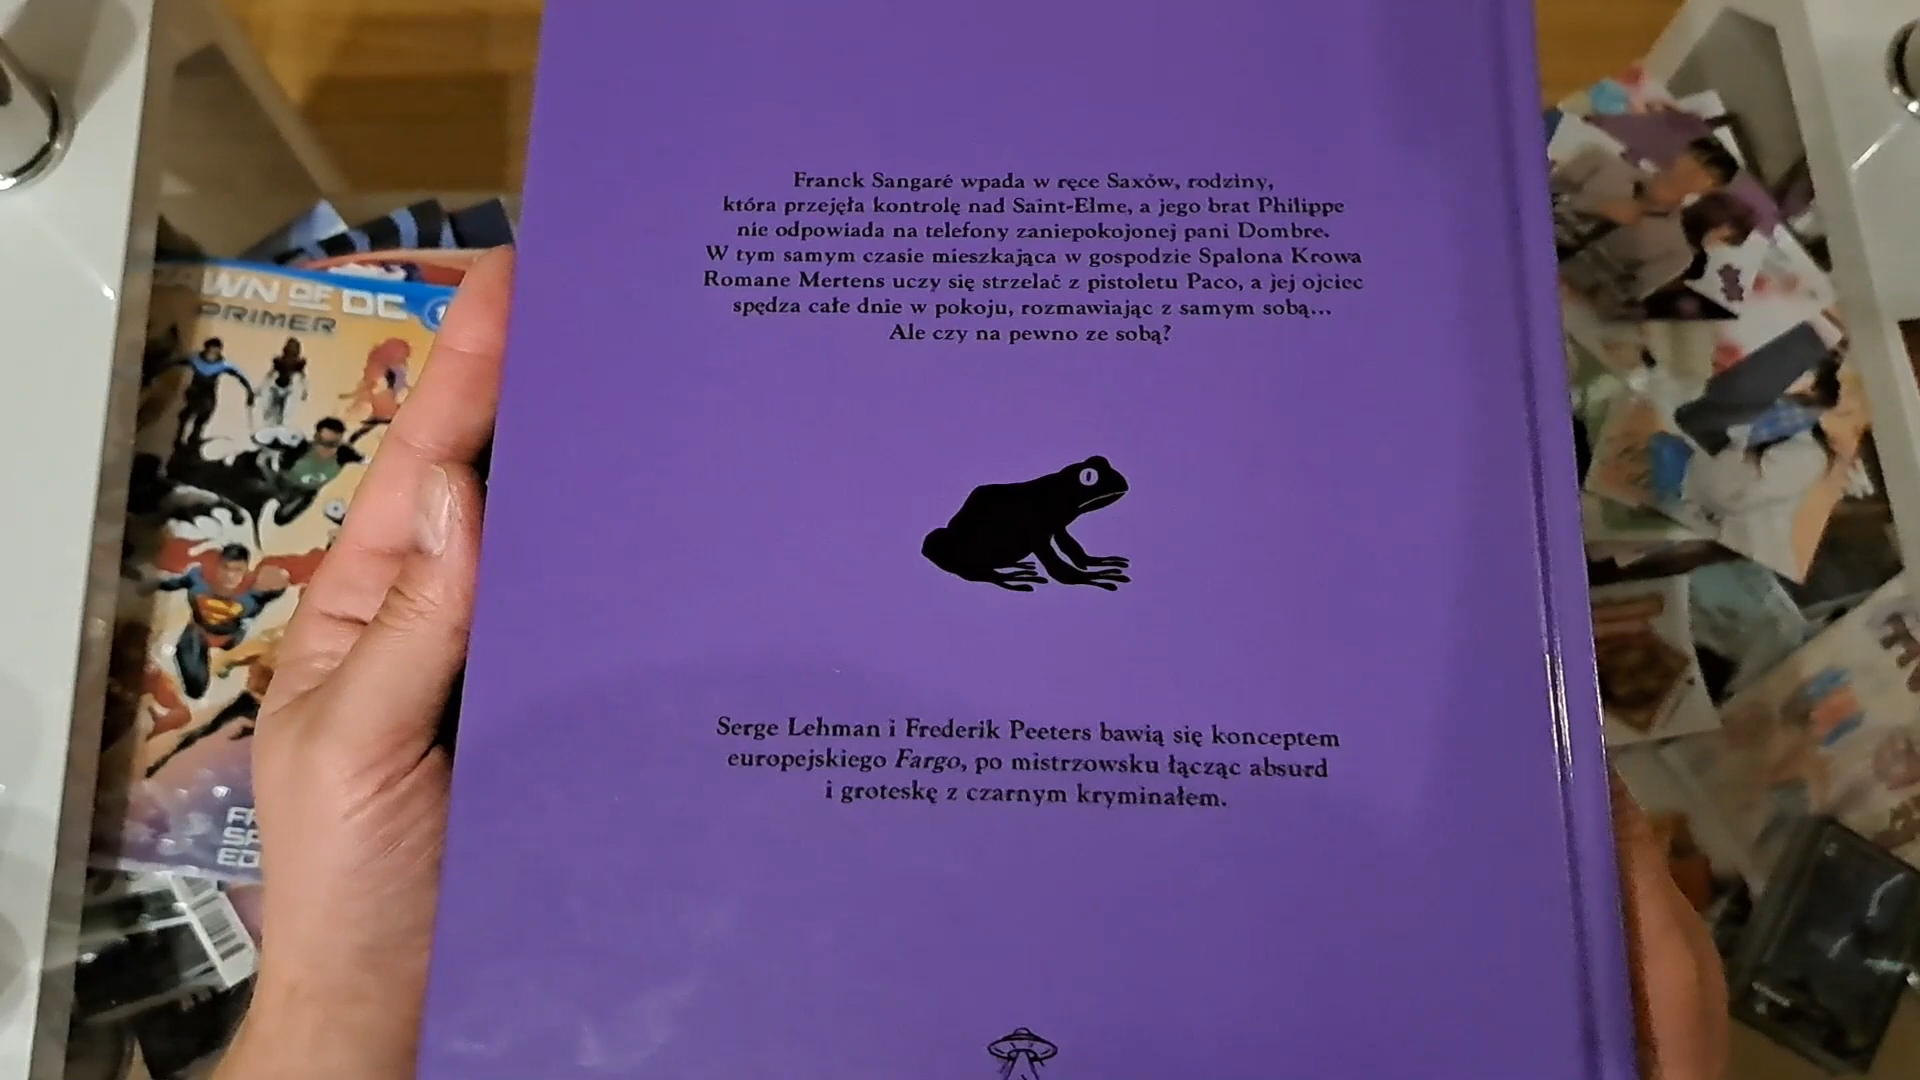 Franck Sangaré wpada w ręce Saxów, rodziny,
która przejęła kontrolę nad Saint-Elme, a jego brat Philippe
nie odpowiada na telefony zaniepokojonej pani Dombre.
W tym samym czasie mieszkająca w gospodzie Spalona Krowa
Romane Mertens uczy się strzelać z pistoletu Paco, a jej ojciec
spędza całe dnie w pokoju, rozmawiając z samym sobą...
Ale czy na pewno ze sobą?
Serge Lehman i Frederik Peeters bawią się konceptem
europejskiego Fargo, po mistrzowsku łącząc absurd
i groteskę z czarnym kryminałem.
OF DC
PRIMER